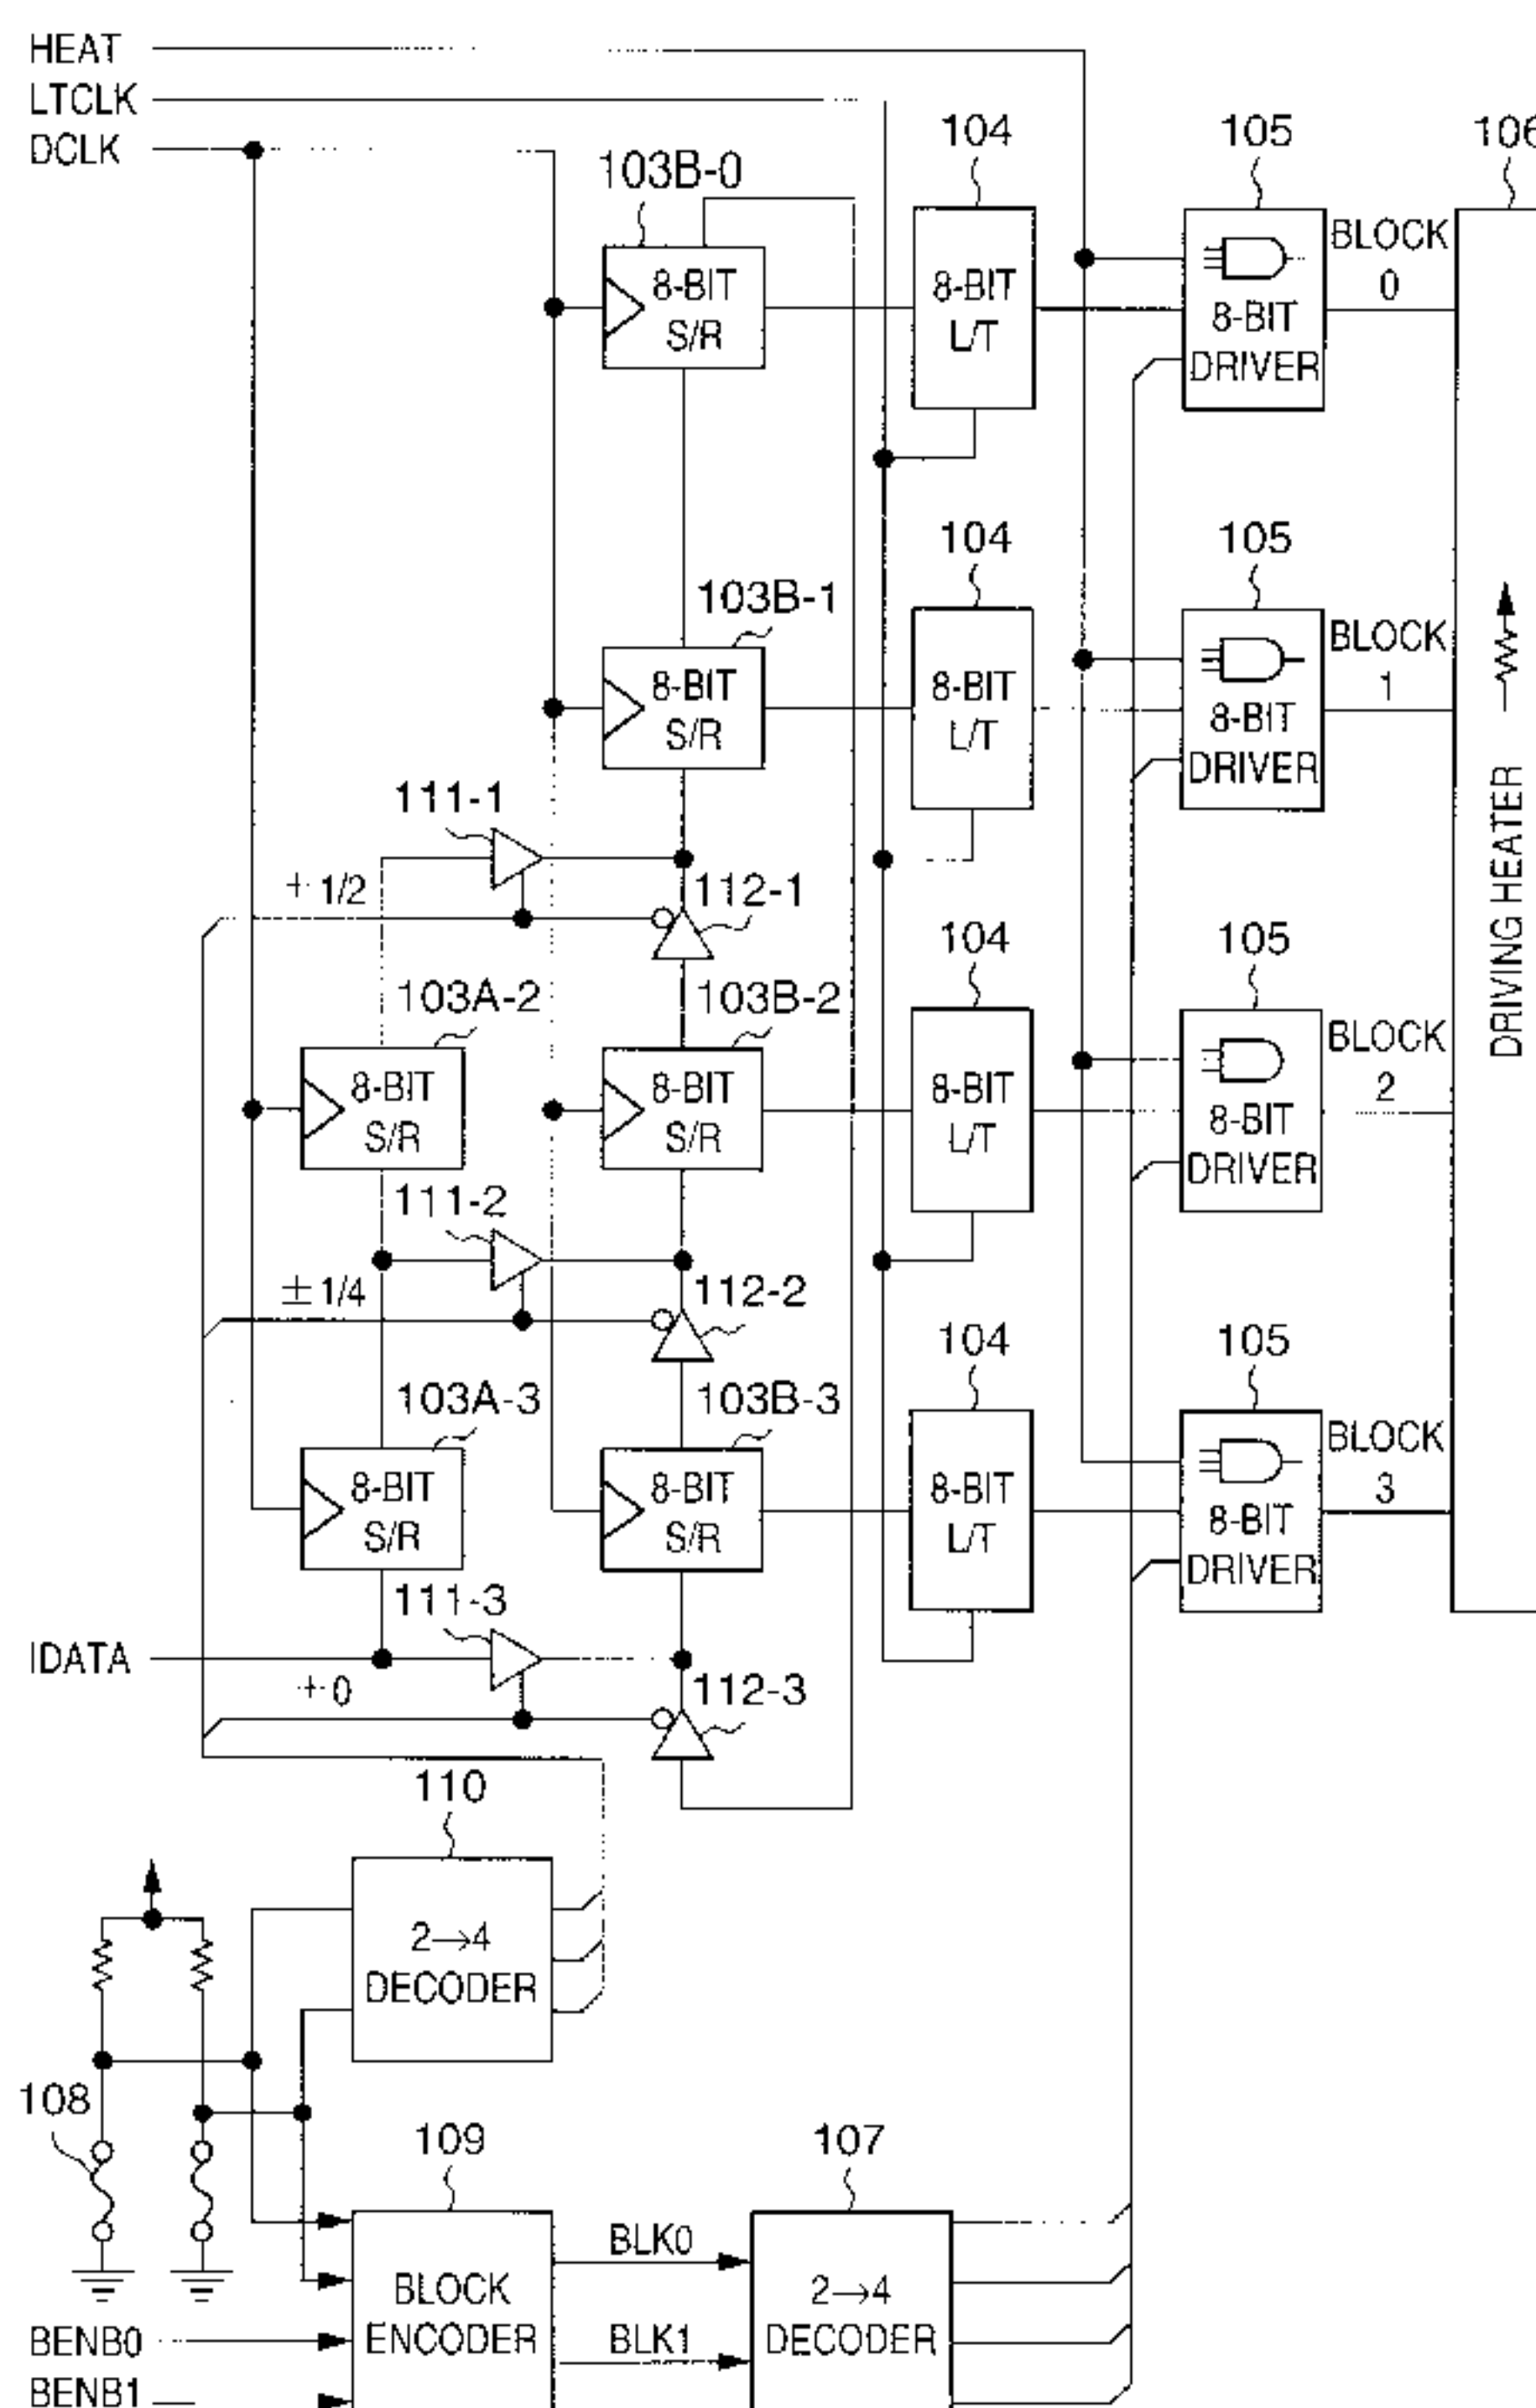 HEAT
LTCLK
DCLK
103B-0
104
105
106
8-BIT
S/R
8-BIT
L/T
8-BIT
DRIVER
BLOCK
0
103B-1
104
105
8-BIT
S/R
8-BIT
L/T
8-BIT
DRIVER
BLOCK
1
DRIVING HEATER
111-1
+ 1/2
112-1
103A-2
103B-2
104
105
8-BIT
S/R
8-BIT
S/R
8-BIT
L/T
8-BIT
DRIVER
BLOCK
2
111-2
± 1/4
112-2
103A-3
103B-3
104
105
8-BIT
S/R
8-BIT
S/R
8-BIT
L/T
8-BIT
DRIVER
BLOCK
3
111-3
IDATA
+ 0
112-3
110
2→4
DECODER
108
109
107
BLOCK
ENCODER
BLK0
BLK1
2→4
DECODER
BENB0
BENB1